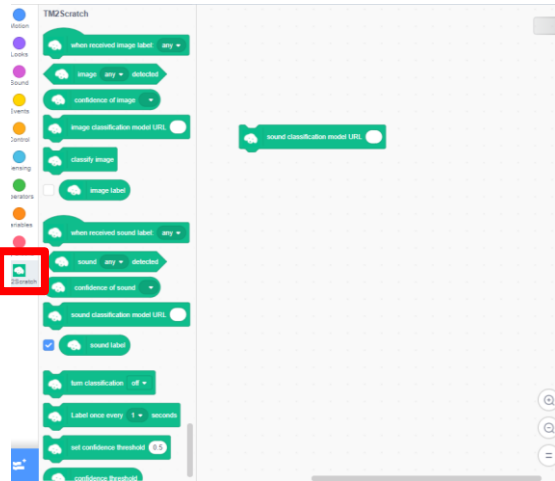 TM2Scratch
Motion
Looks
Sound
Events
Control
ensing
perators
ariables
2Scratch
when received image label: any
image any detected
confidence of image
image classification model URL
classify image
image label
when received sound label: any
sound any detected
confidence of sound
sound classification model URL
sound label
turn classification off
Label once every 1 seconds
set confidence threshold 0.5
confidence threshold
sound classification model URL